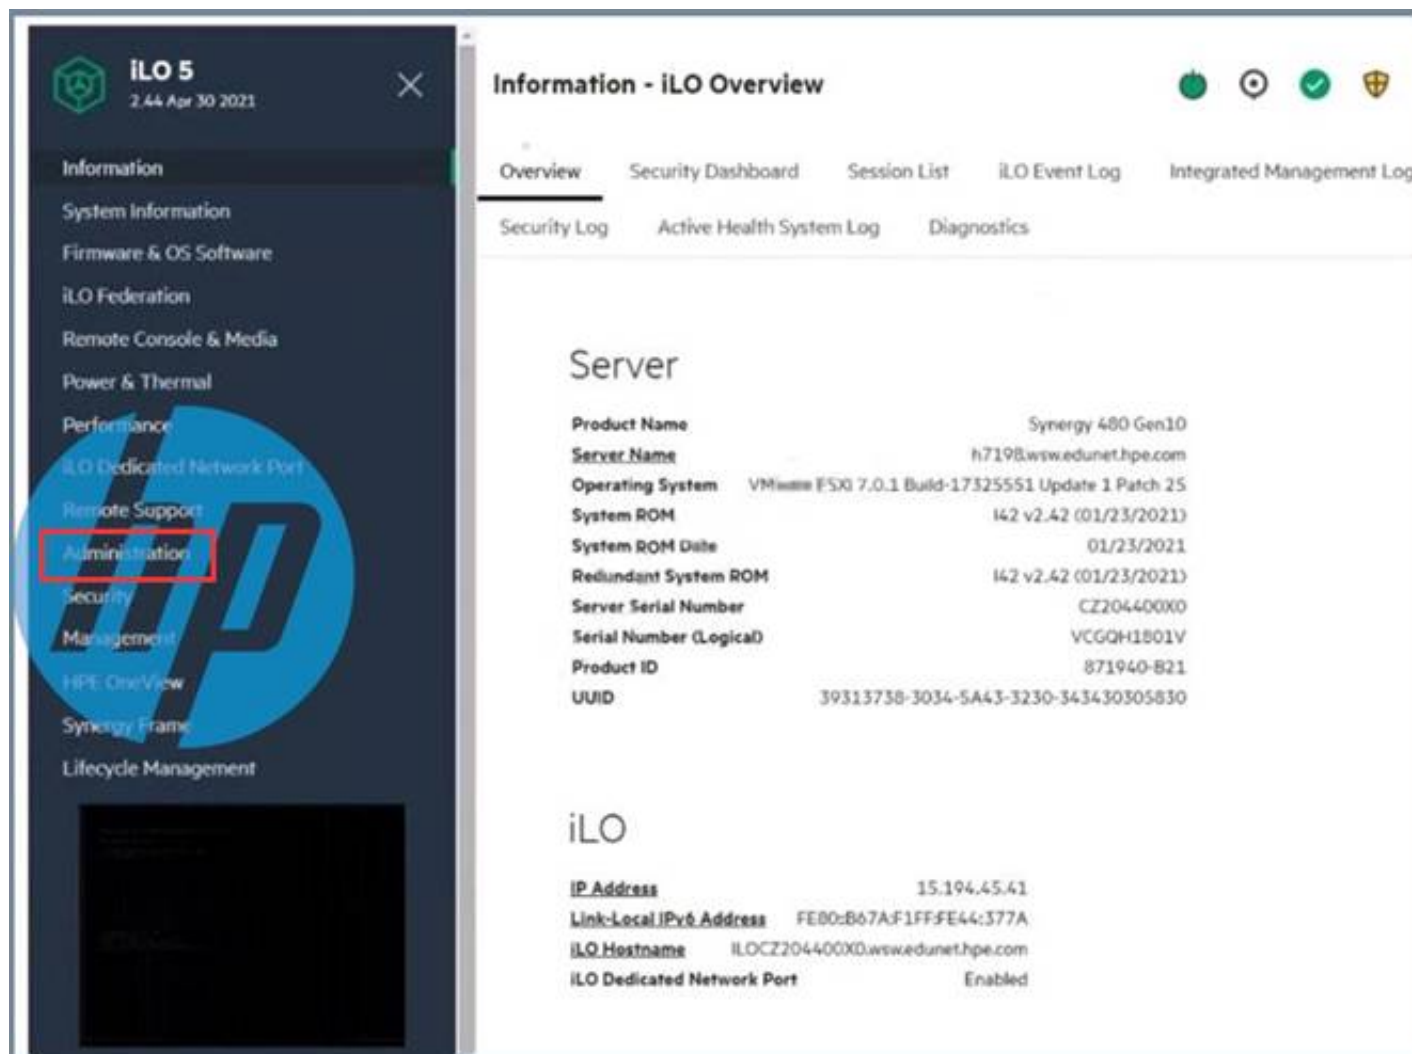 iLO 5
2.44 Apr 30 2021
Information
System Information
Firmware & OS Software
iLO Federation
Remote Console & Media
Power & Thermal
Performance
iLO Dedicated Network Port
Remote Support
Administration
Security
Management
HPE OneView
Synergy Frame
Lifecycle Management
hp
Information - iLO Overview
Overview Security Dashboard Session List iLO Event Log Integrated Management Log
Security Log Active Health System Log Diagnostics
Server
Product Name Synergy 480 Gen10
Server Name h7198.wsw.edunet.hpe.com
Operating System ESXi 7.0.1 Build-17325551 Update 1 Patch 25
System ROM I42 v2.42 (01/23/2021)
System ROM Date 01/23/2021
Redundant System ROM I42 v2.42 (01/23/2021)
Server Serial Number CZ204400X0
Serial Number (Logical) VCGQH1801V
Product ID 871940-B21
UUID 39313738-3034-5A43-3230-343430305830
iLO
IP Address 15.194.45.41
Link-Local IPv6 Address FE80::B67A:F1FF:FE44:377A
iLO Hostname ILOCZ204400X0.wsw.edunet.hpe.com
iLO Dedicated Network Port Enabled